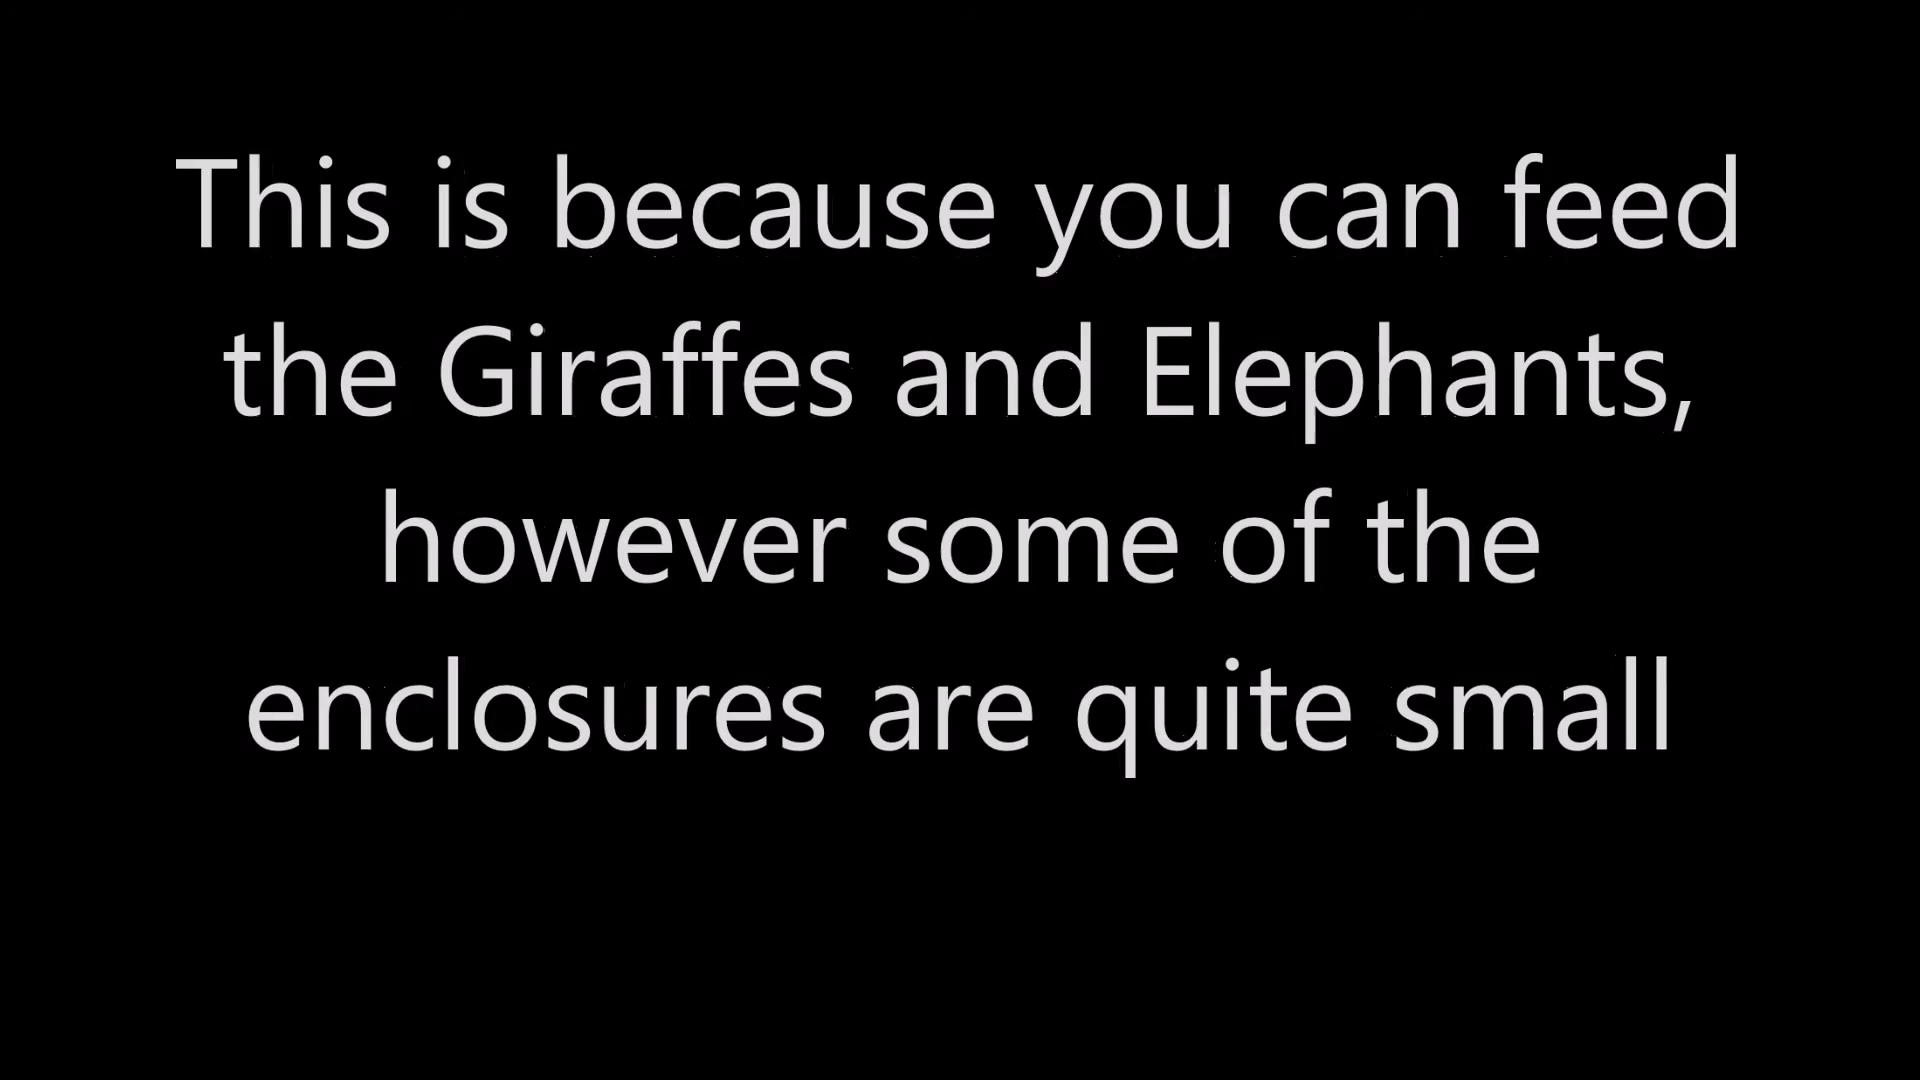 This is because you can feed
the Giraffes and Elephants,
however some of the
enclosures are quite small